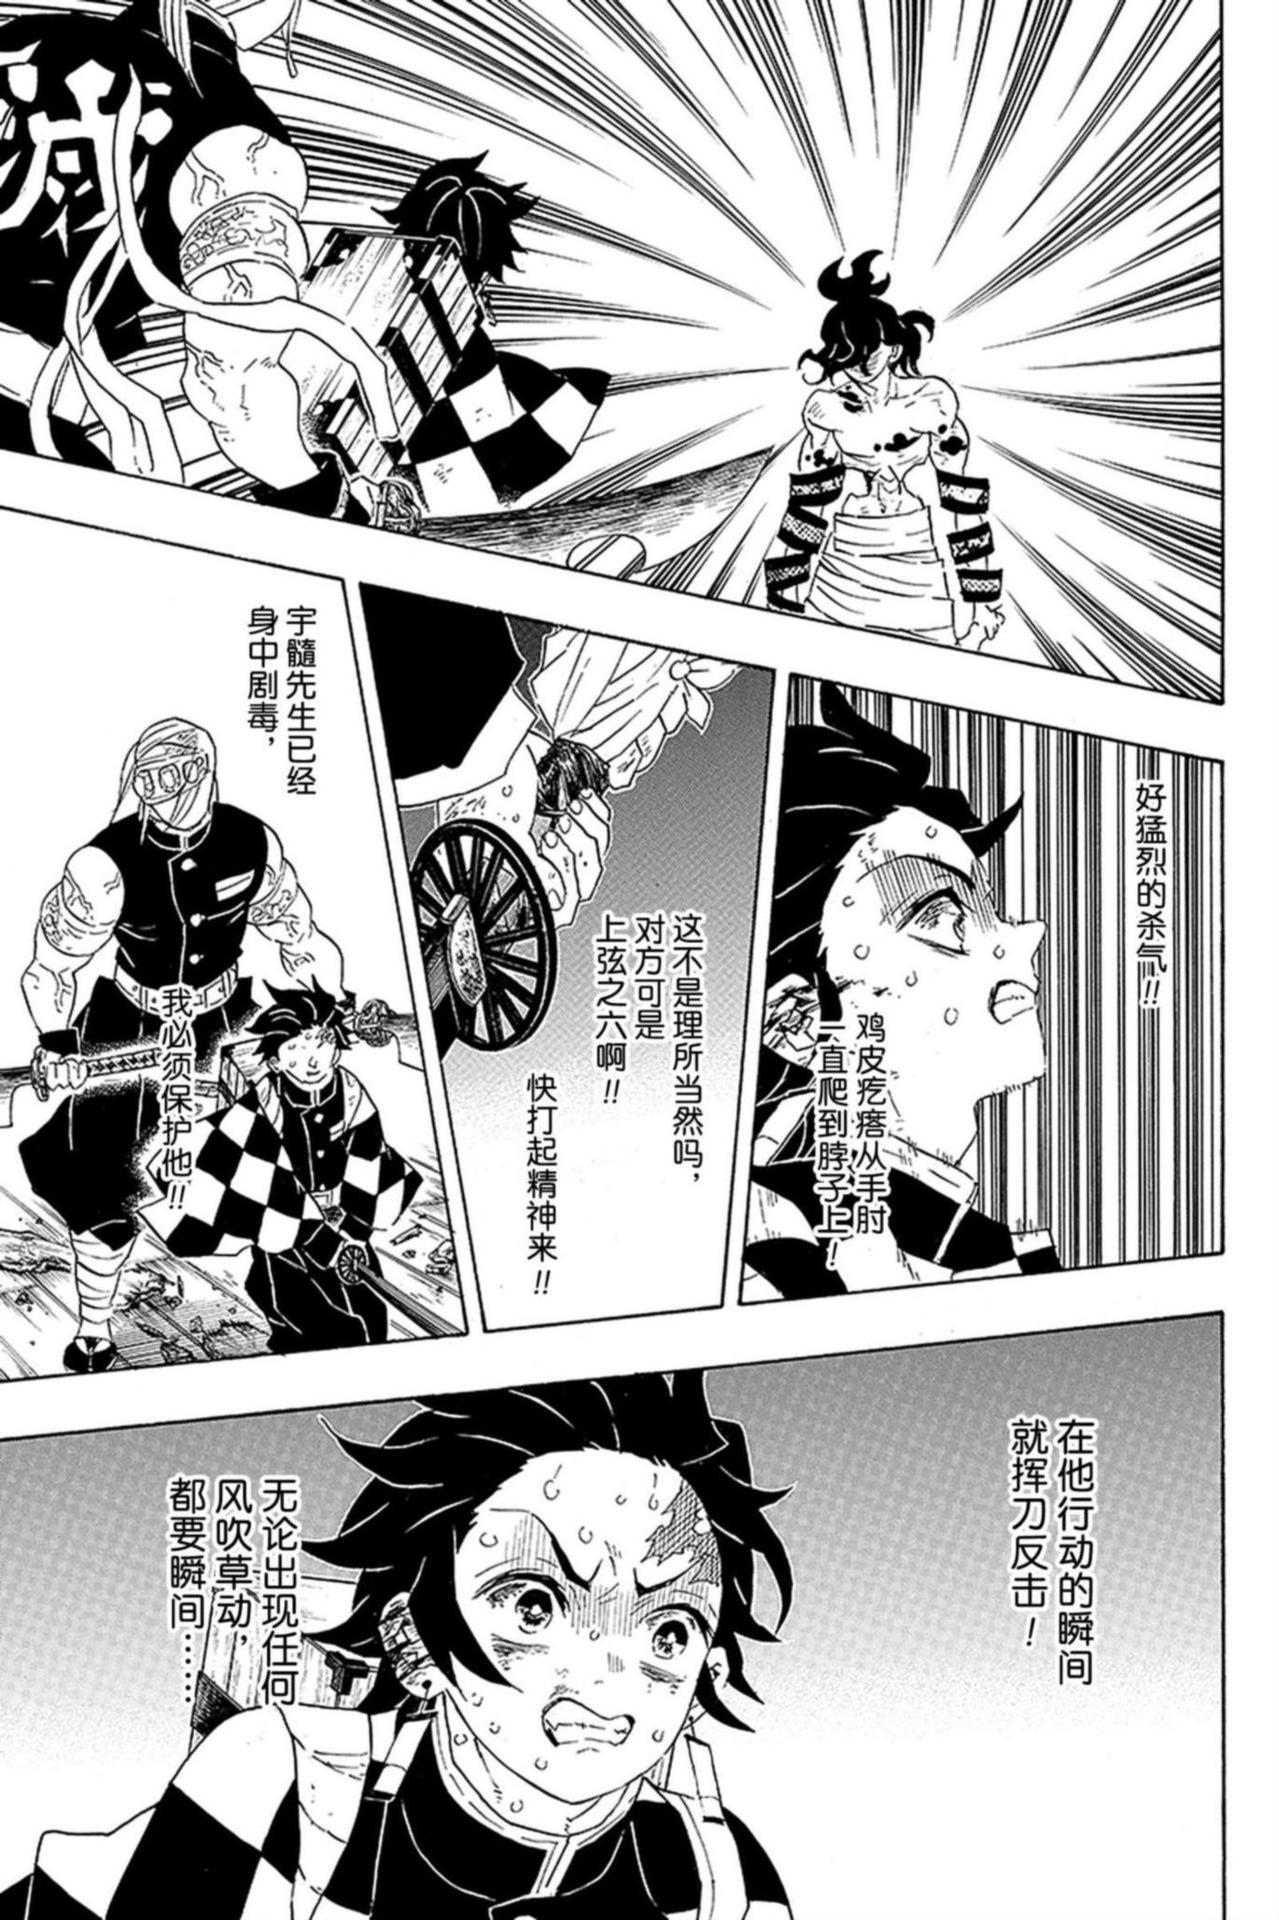 滅
好猛烈的杀气!!
鸡皮疙瘩从手肘
一直爬到脖子上!
这不是理所当然吗，
对方可是
上弦之六啊!!
快打起精神来!!
宇髓先生已经
身中剧毒，
我必须保护他!!
在他行动的瞬间
就挥刀反击!
无论出现任何
风吹草动，
都要瞬间……